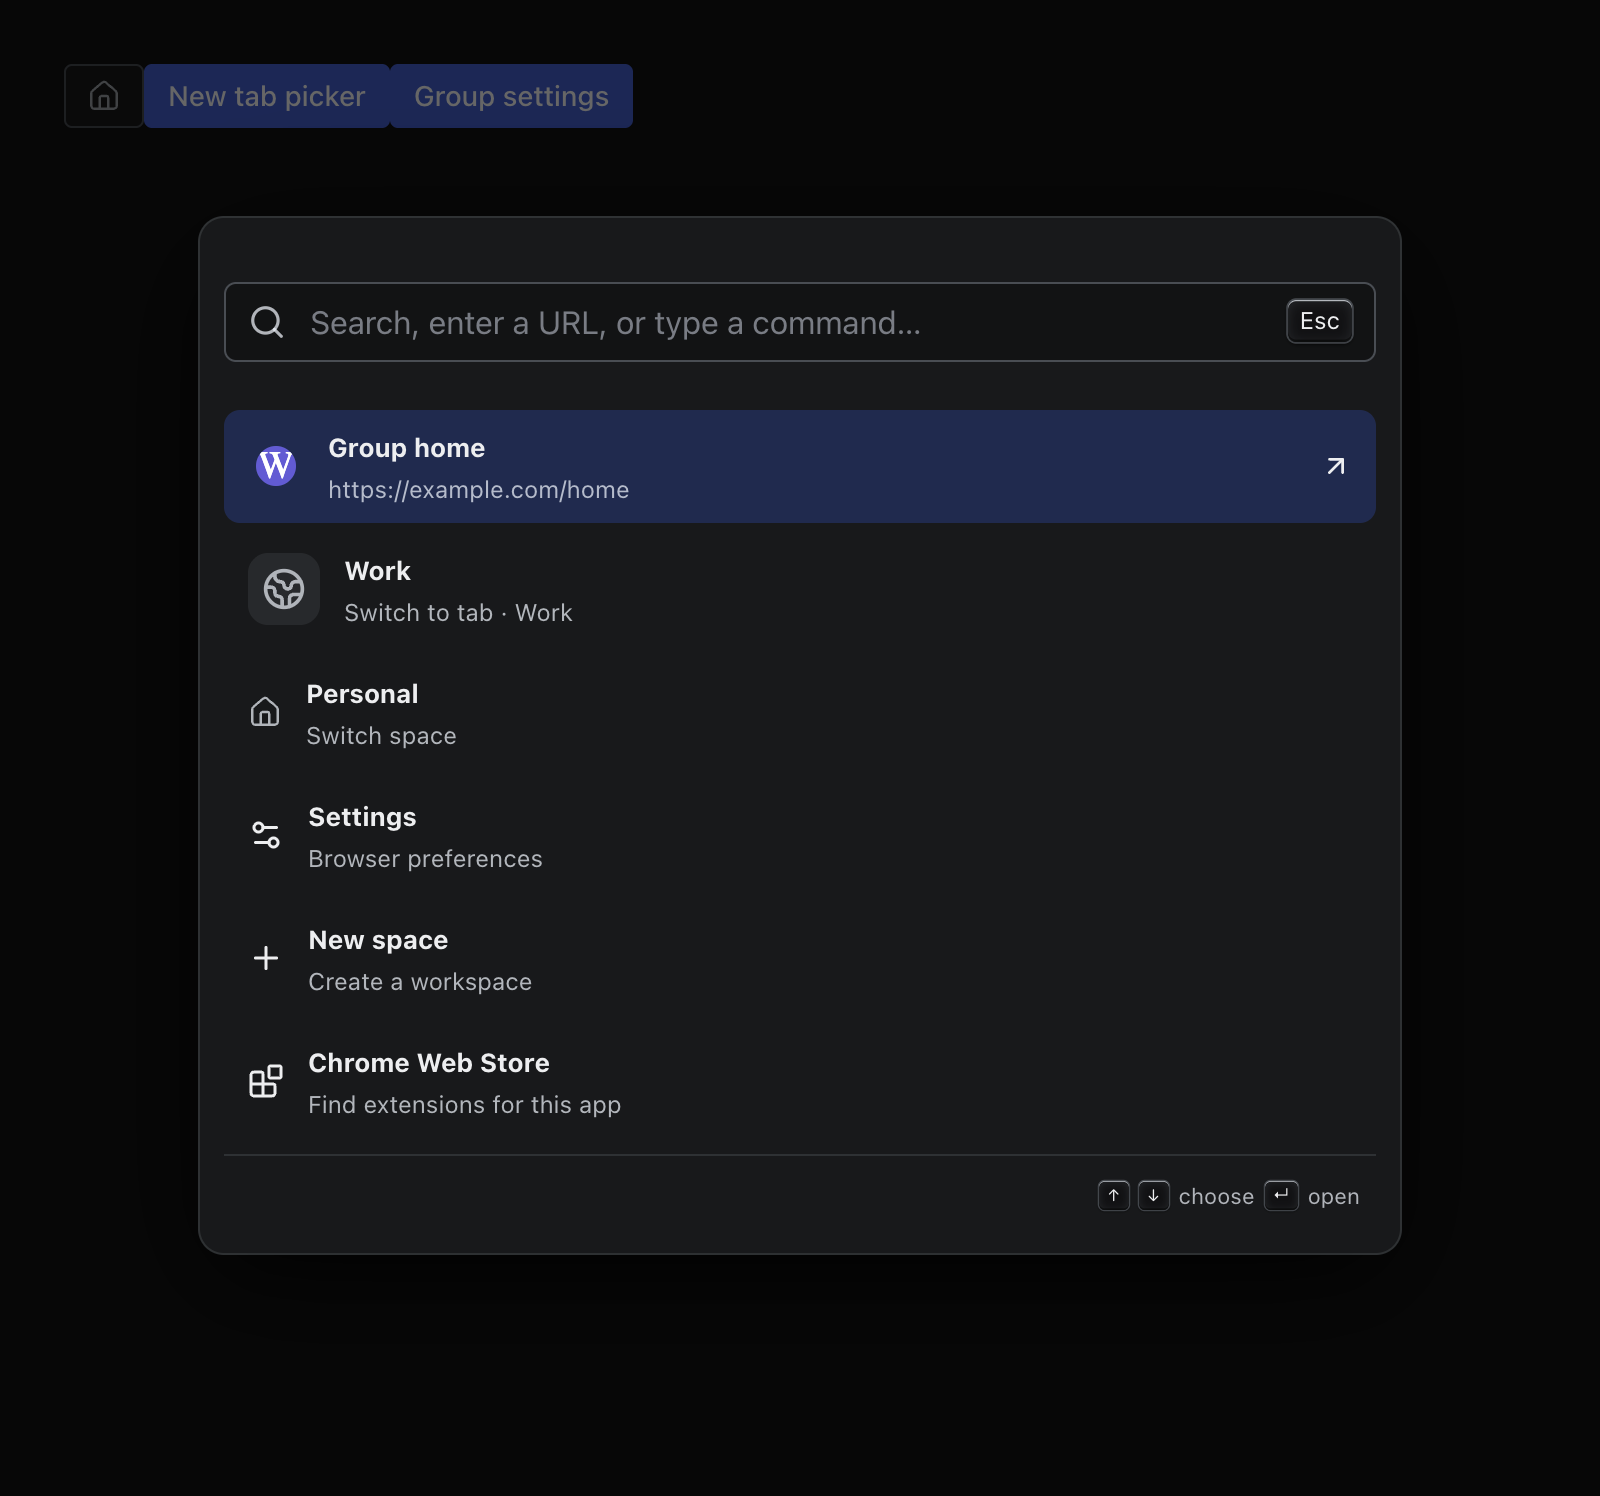 New tab picker
Group settings
Search, enter a URL, or type a command...
Esc
W
Group home
https://example.com/home
Work
Switch to tab · Work
Personal
Switch space
Settings
Browser preferences
New space
Create a workspace
Chrome Web Store
Find extensions for this app
↑ ↓ choose ↵ open